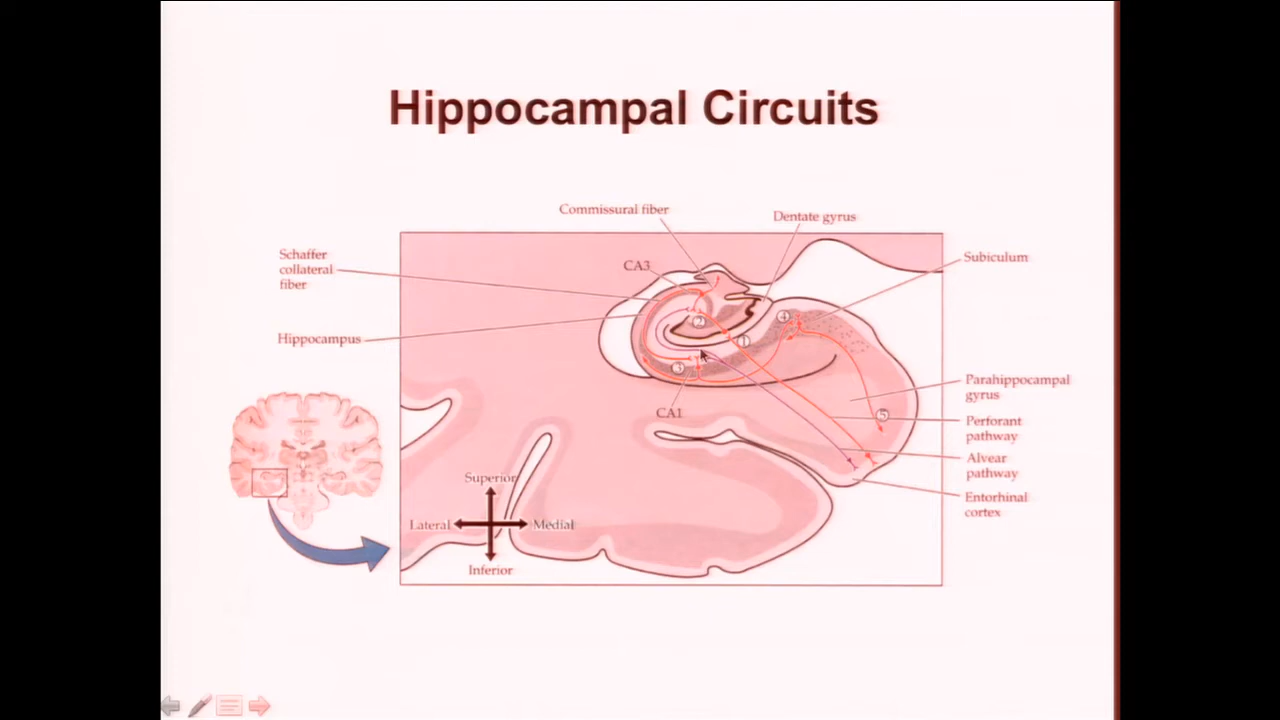 Hippocampal Circuits
Commissural fiber
Dentate gyrus
Schaffer
collateral
fiber
CA3
Subiculum
Hippocampus
2
4
1
3
CA1
Parahippocampal
gyrus
5
Perforant
pathway
Alvear
pathway
Entorhinal
cortex
Superior
Lateral
Medial
Inferior